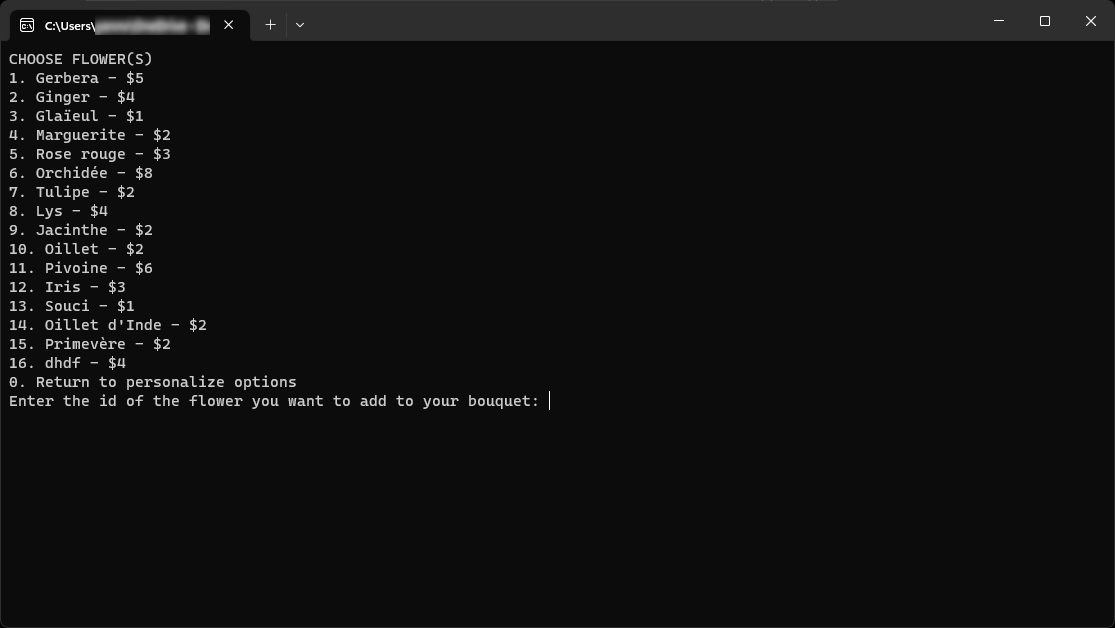 C:\Users\
CHOOSE FLOWER(S)
1. Gerbera - $5
2. Ginger - $4
3. Glaïeul - $1
4. Marguerite - $2
5. Rose rouge - $3
6. Orchidée - $8
7. Tulipe - $2
8. Lys - $4
9. Jacinthe - $2
10. Oillet - $2
11. Pivoine - $6
12. Iris - $3
13. Souci - $1
14. Oillet d'Inde - $2
15. Primevère - $2
16. dhdf - $4
0. Return to personalize options
Enter the id of the flower you want to add to your bouquet: